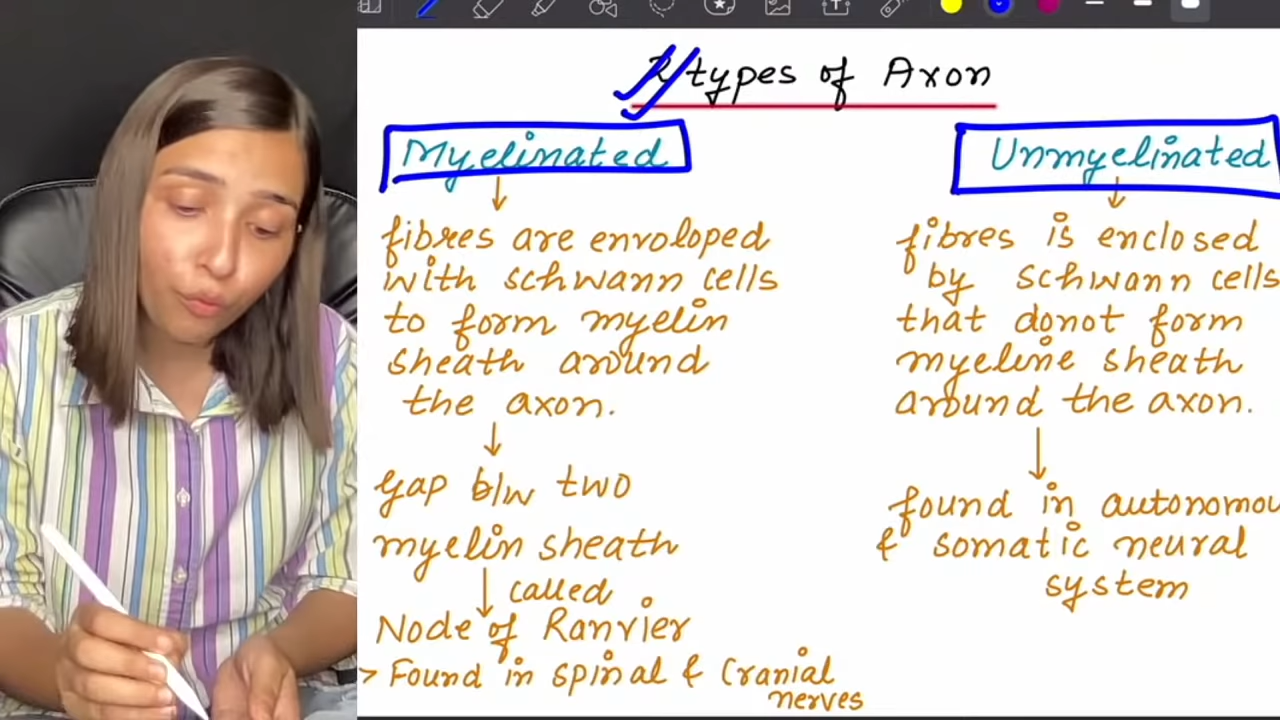 2 types of Axon
Myelinated
fibres are envoloped
with schwann cells
to form myelin
sheath around
the axon.
gap b/w two
myelin sheath
called
Node of Ranvier
> Found in spinal & Cranial
nerves
Unmyelinated
fibres is enclosed
by schwann cells
that donot form
myeline sheath
around the axon.
found in autonomou
& somatic neural
system